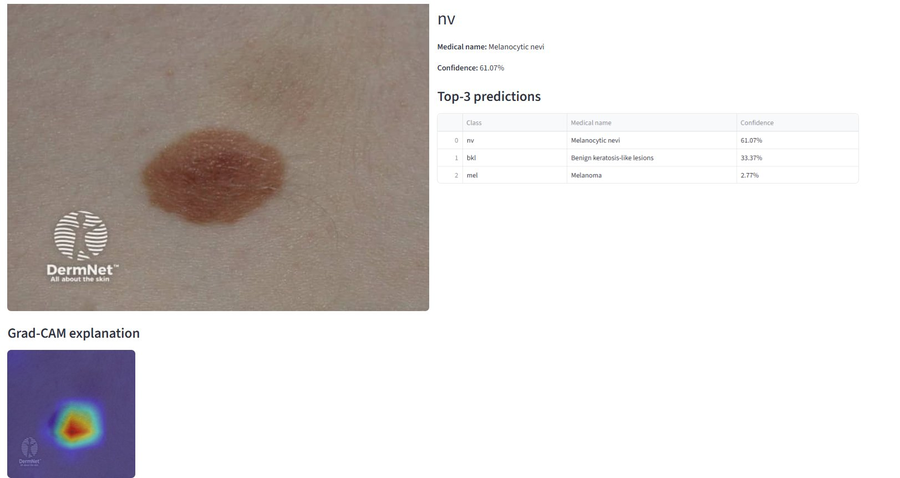 nv
Medical name: Melanocytic nevi
Confidence: 61.07%
Top-3 predictions
Class Medical name Confidence
0 nv Melanocytic nevi 61.07%
1 bkl Benign keratosis-like lesions 33.37%
2 mel Melanoma 2.77%
DermNet™
All about the skin
Grad-CAM explanation